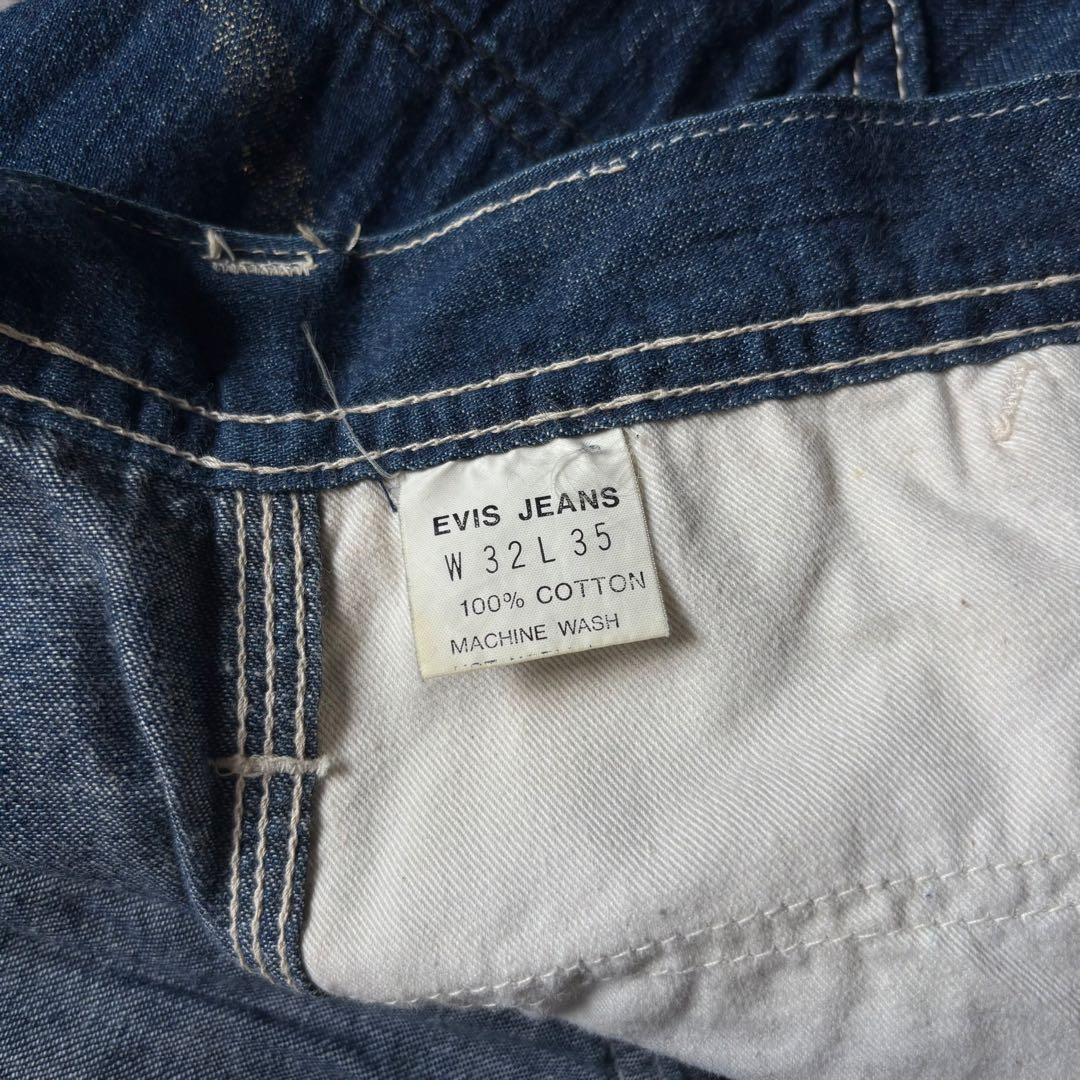 EVIS JEANS
W 32 L 35
100% COTTON
MACHINE WASH